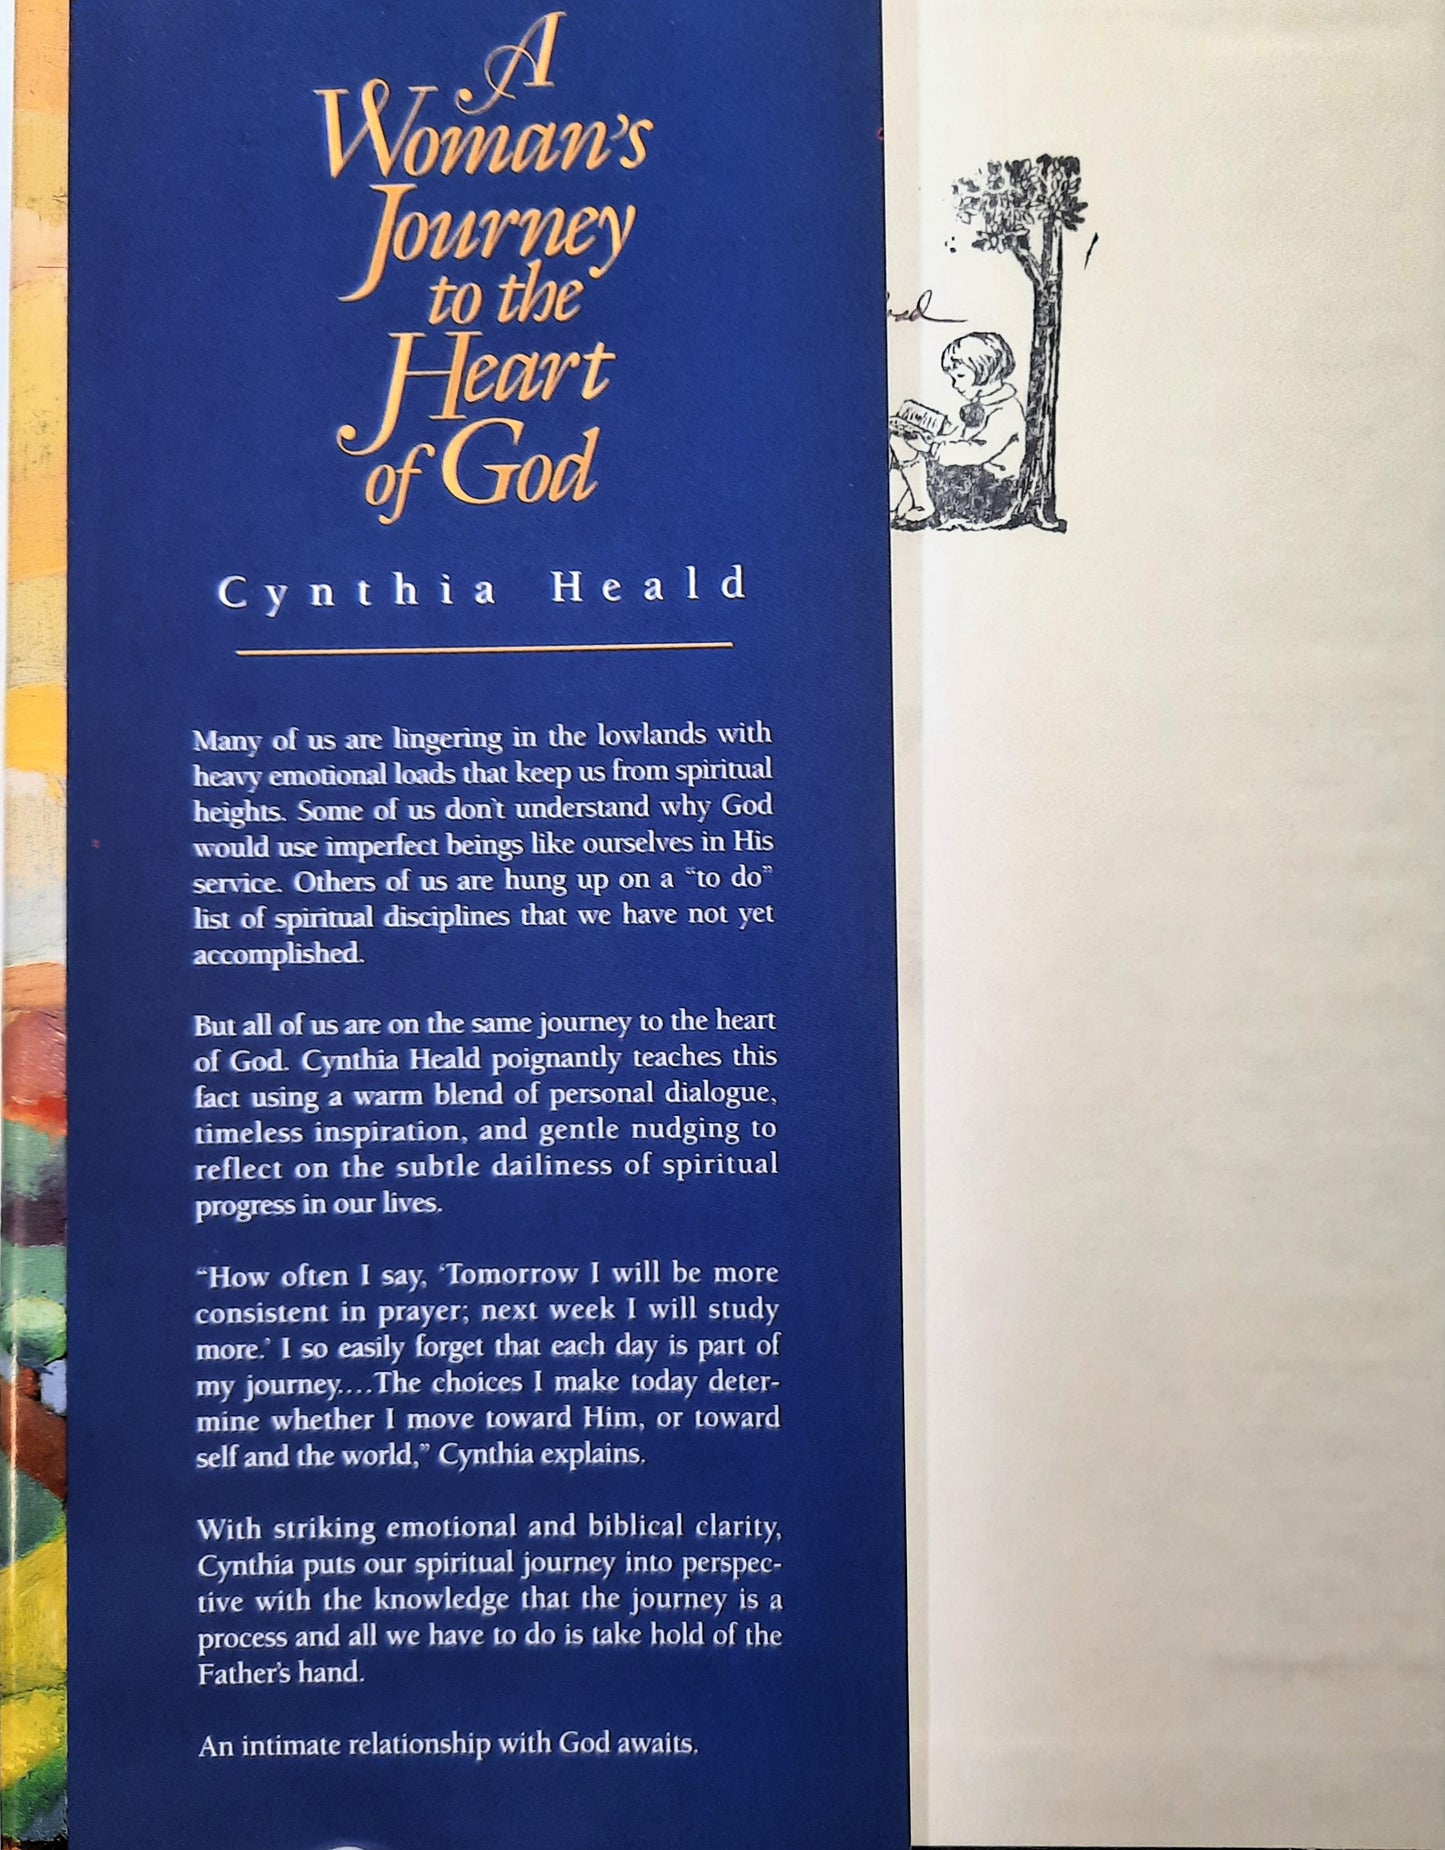 A
Woman's
Journey
to the
Heart
of God
Cynthia Heald
Many of us are lingering in the lowlands with
heavy emotional loads that keep us from spiritual
heights. Some of us don't understand why God
would use imperfect beings like ourselves in His
service. Others of us are hung up on a "to do"
list of spiritual disciplines that we have not yet
accomplished.
But all of us are on the same journey to the heart
of God. Cynthia Heald poignantly teaches this
fact using a warm blend of personal dialogue,
timeless inspiration, and gentle nudging to
reflect on the subtle dailiness of spiritual
progress in our lives.
"How often I say, 'Tomorrow I will be more
consistent in prayer; next week I will study
more.' I so easily forget that each day is part of
my journey....The choices I make today deter-
mine whether I move toward Him, or toward
self and the world," Cynthia explains.
With striking emotional and biblical clarity,
Cynthia puts our spiritual journey into perspec-
tive with the knowledge that the journey is a
process and all we have to do is take hold of the
Father's hand.
An intimate relationship with God awaits.